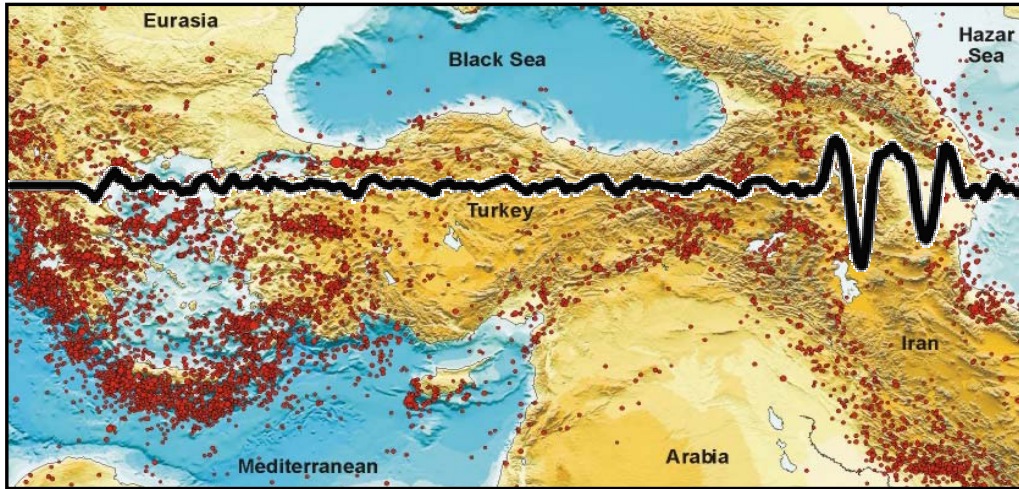 Eurasia
Hazar
Sea
Black Sea
Turkey
Iran
Arabia
Mediterranean